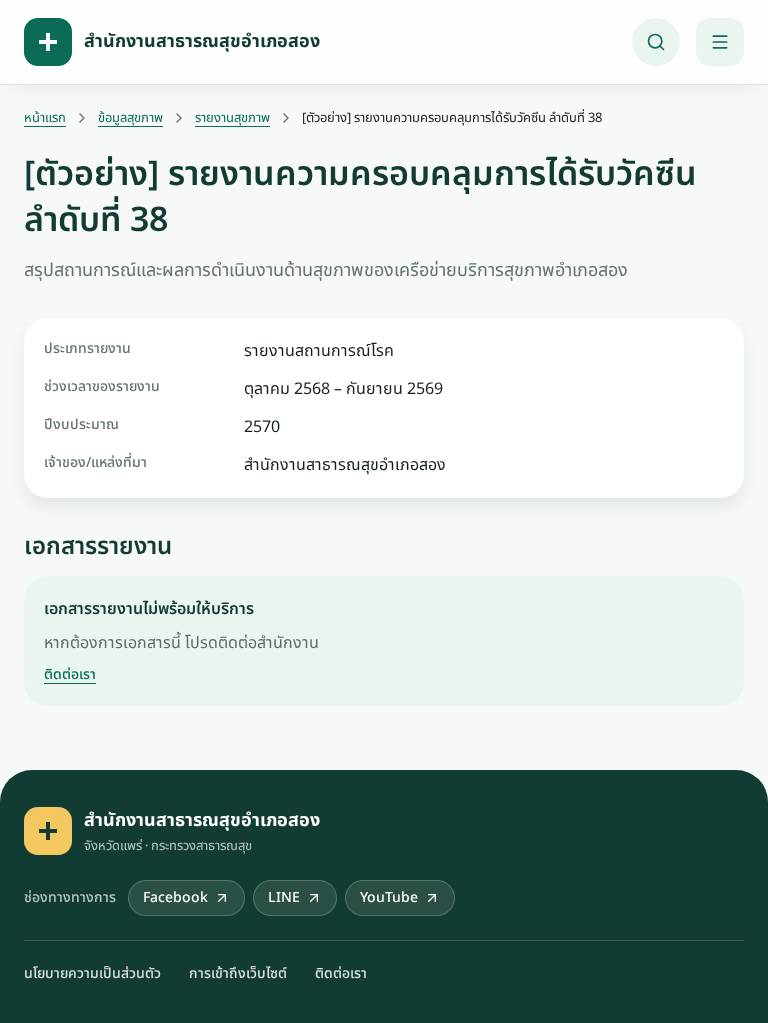 สำนักงานสาธารณสุขอำเภอสอง
หน้าแรก
ข้อมูลสุขภาพ
รายงานสุขภาพ
[ตัวอย่าง] รายงานความครอบคลุมการได้รับวัคซีน ลำดับที่ 38
[ตัวอย่าง] รายงานความครอบคลุมการได้รับวัคซีน
ลำดับที่ 38
สรุปสถานการณ์และผลการดำเนินงานด้านสุขภาพของเครือข่ายบริการสุขภาพอำเภอสอง
ประเภทรายงาน
รายงานสถานการณ์โรค
ช่วงเวลาของรายงาน
ตุลาคม 2568 – กันยายน 2569
ปีงบประมาณ
2570
เจ้าของ/แหล่งที่มา
สำนักงานสาธารณสุขอำเภอสอง
เอกสารรายงาน
เอกสารรายงานไม่พร้อมให้บริการ
หากต้องการเอกสารนี้ โปรดติดต่อสำนักงาน
ติดต่อเรา
สำนักงานสาธารณสุขอำเภอสอง
จังหวัดแพร่ · กระทรวงสาธารณสุข
ช่องทางทางการ
Facebook
LINE
YouTube
นโยบายความเป็นส่วนตัว
การเข้าถึงเว็บไซต์
ติดต่อเรา